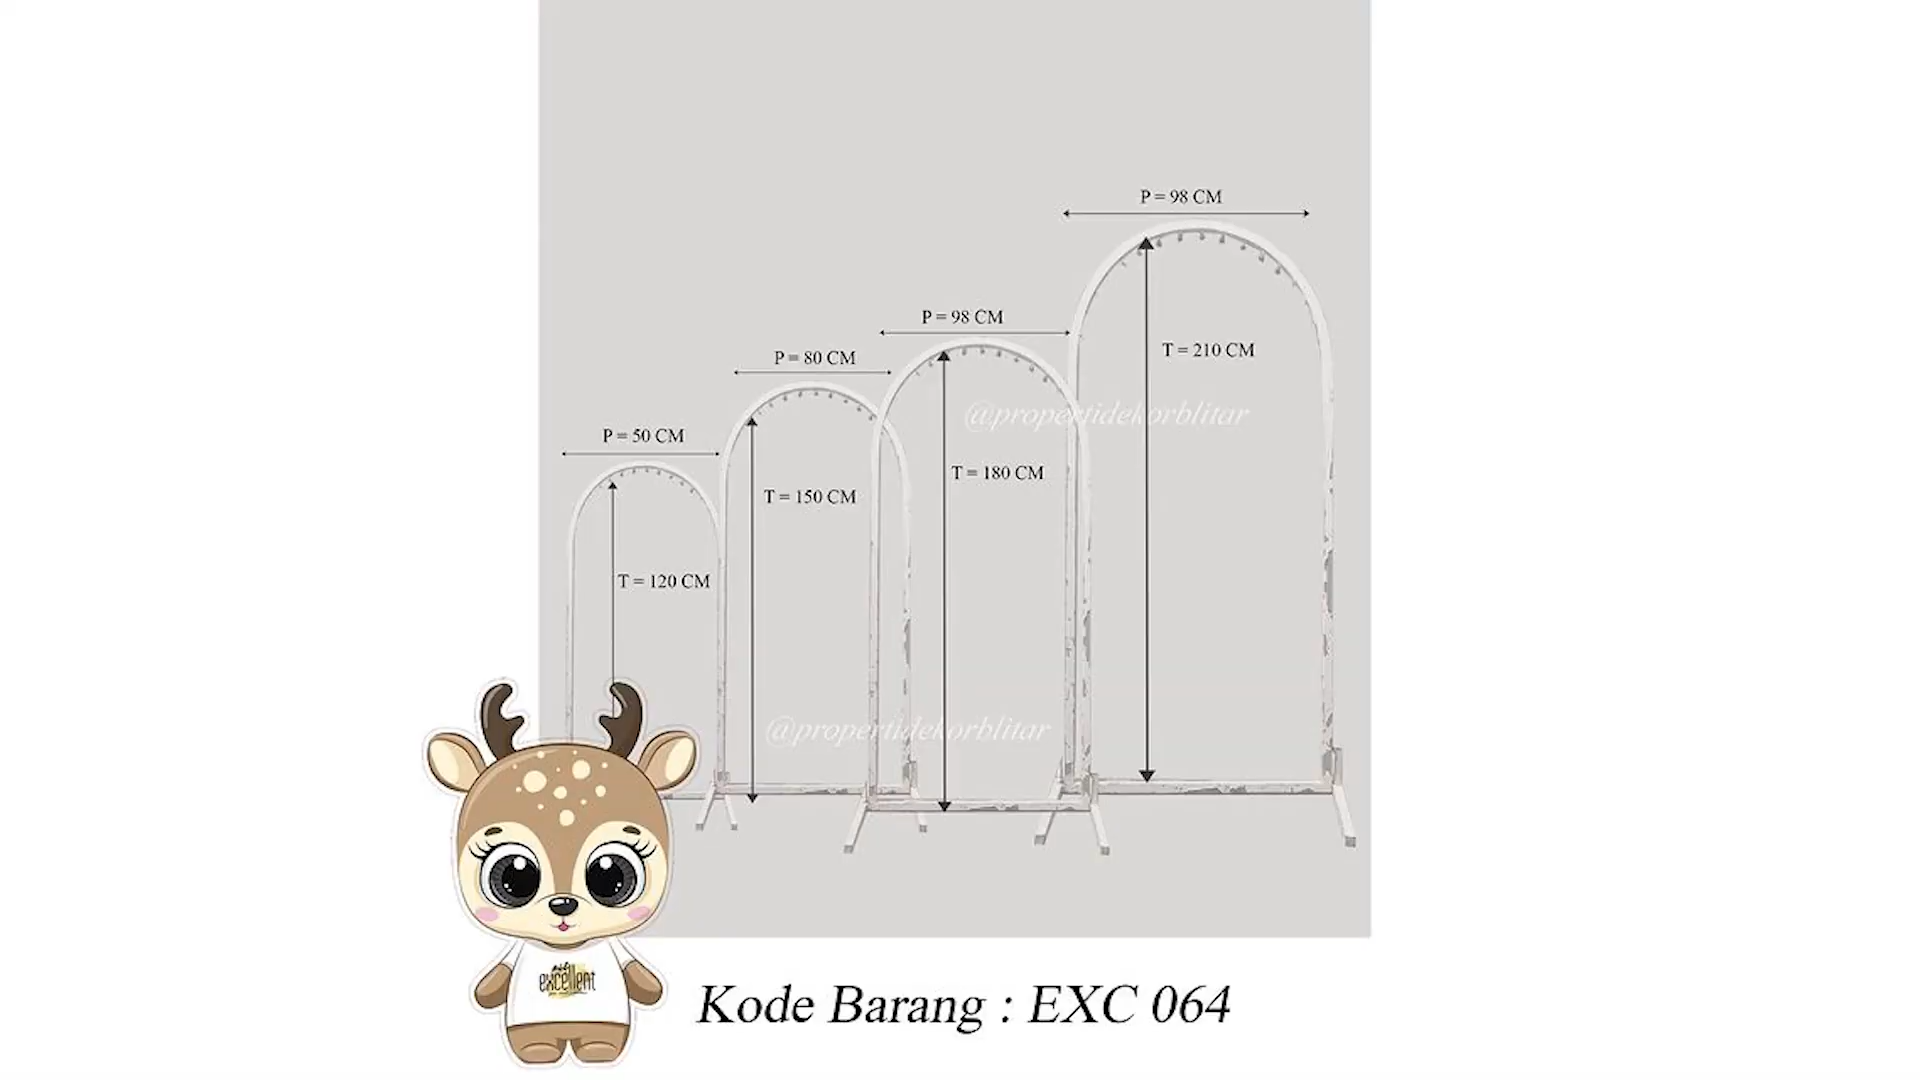 P = 98 CM
P = 98 CM
T = 210 CM
P = 80 CM
@propertidekorblitar
P = 50 CM
T = 180 CM
T = 150 CM
T = 120 CM
@propertidekorblitar
excellent
Kode Barang : EXC 064